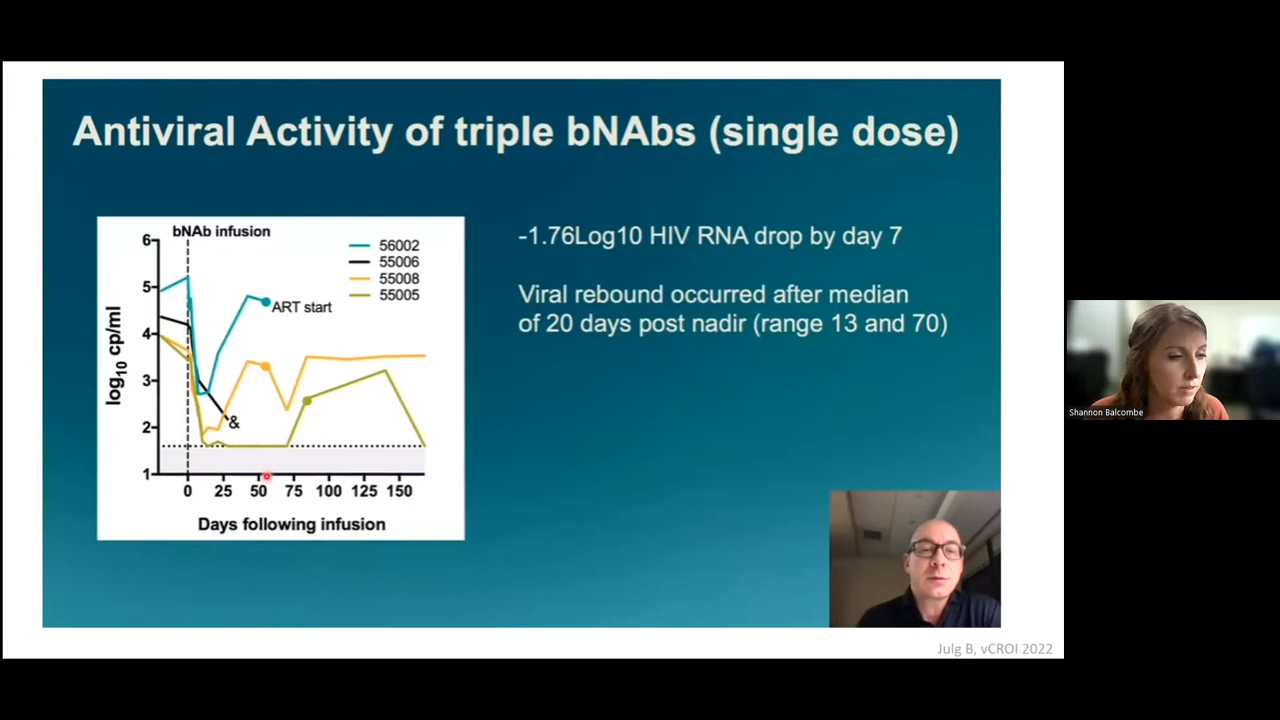 Antiviral Activity of triple bNAbs (single dose)
bNAb infusion
6
5
4
3
2
1
log10 cp/ml
56002
55006
55008
55005
ART start
&
0 25 50 75 100 125 150
Days following infusion
-1.76Log10 HIV RNA drop by day 7
Viral rebound occurred after median
of 20 days post nadir (range 13 and 70)
Julg B, vCROI 2022
Shannon Balcombe